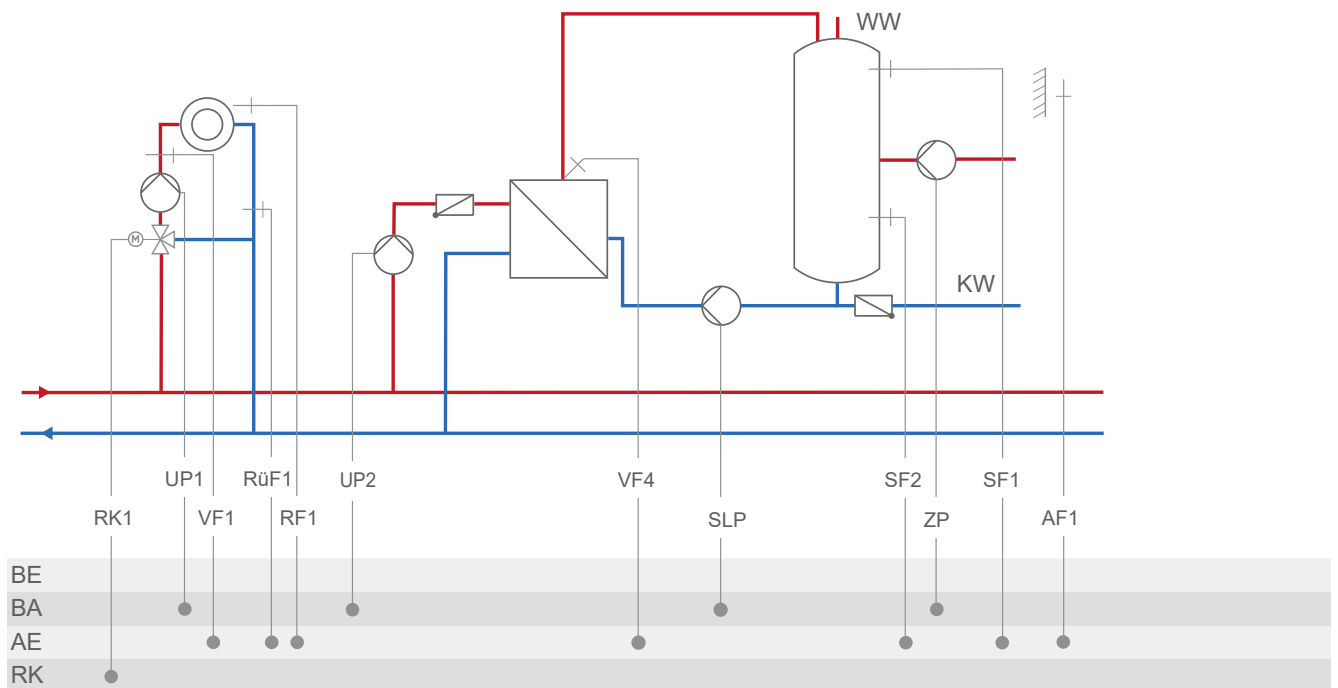 WW
M
KW
UP1 RüF1 UP2 VF4 SF2 SF1
RK1 VF1 RF1 SLP ZP AF1
BE
BA
AE
RK